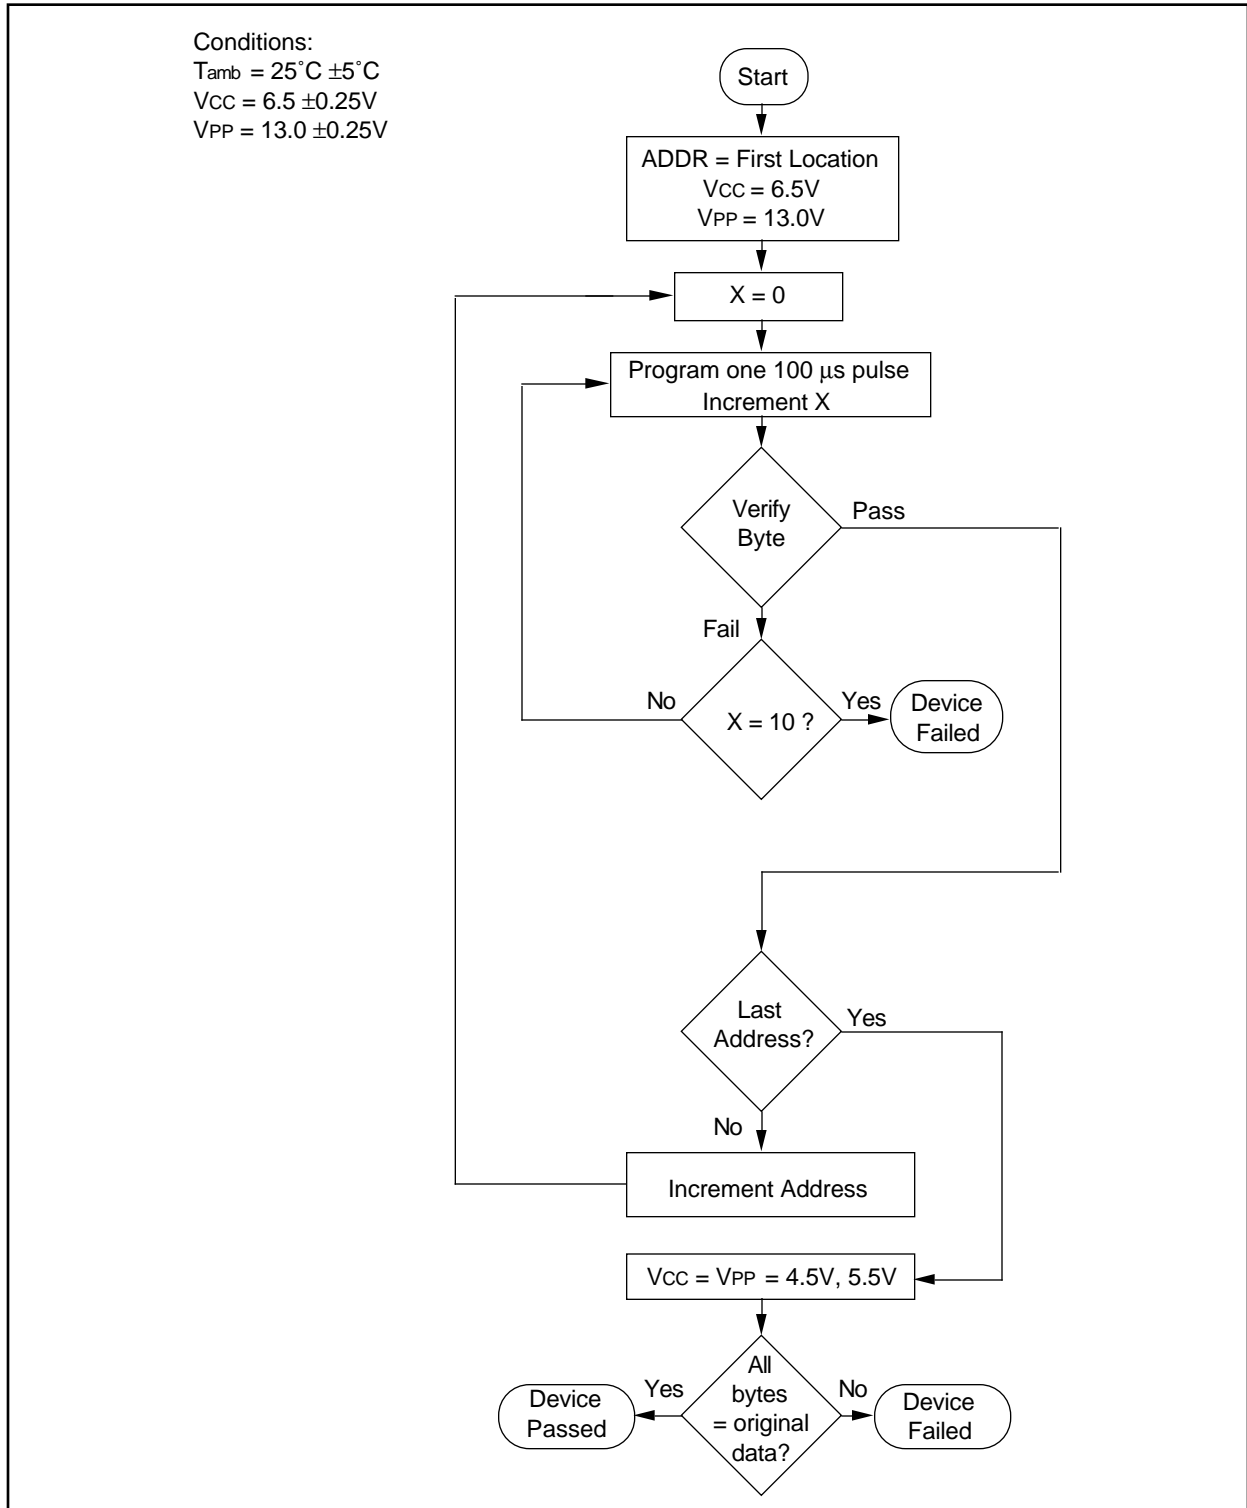 Conditions:
Tamb = 25˚C ±5˚C
VCC = 6.5 ±0.25V
VPP = 13.0 ±0.25V
Start
ADDR = First Location
VCC = 6.5V
VPP = 13.0V
X = 0
Program one 100 µs pulse
Increment X
Verify
Byte
Pass
Fail
No
X = 10 ?
Yes
Device
Failed
Last
Address?
Yes
No
Increment Address
VCC = VPP = 4.5V, 5.5V
Device
Passed
Yes
All
bytes
= original
data?
No
Device
Failed